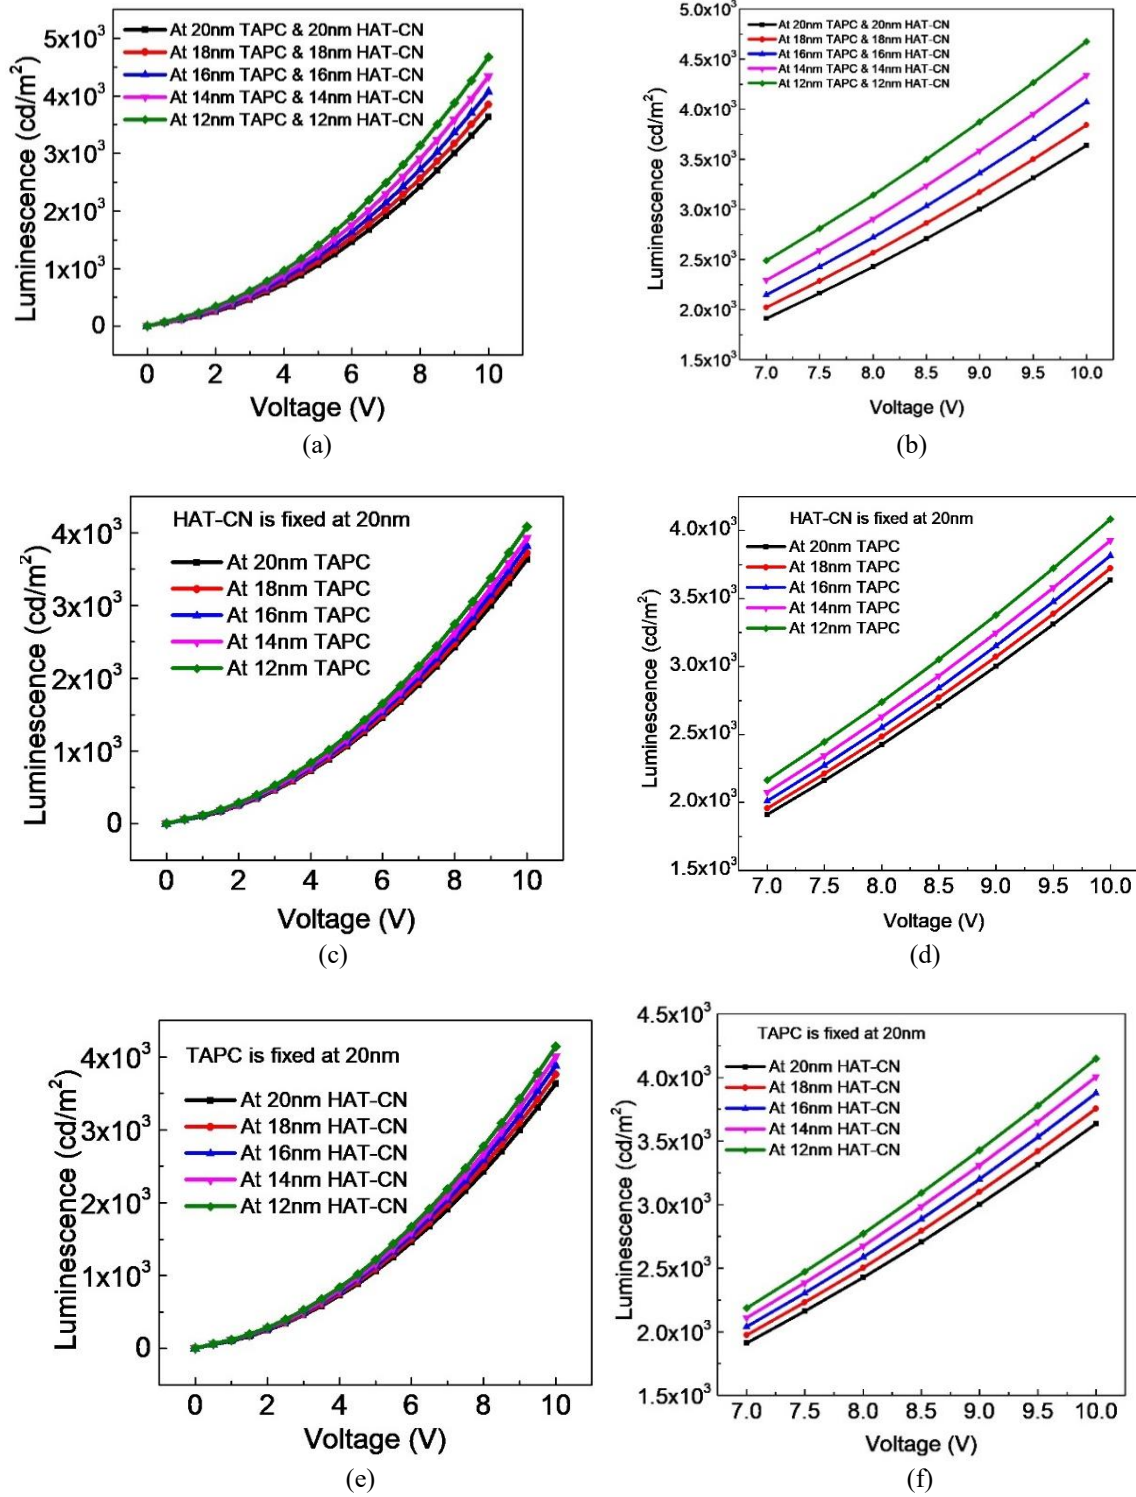 5x10³
4x10³
3x10³
2x10³
1x10³
0
Luminescence (cd/m²)
At 20nm TAPC & 20nm HAT-CN
At 18nm TAPC & 18nm HAT-CN
At 16nm TAPC & 16nm HAT-CN
At 14nm TAPC & 14nm HAT-CN
At 12nm TAPC & 12nm HAT-CN
0 2 4 6 8 10
Voltage (V)
(a)
5.0x10³
4.5x10³
4.0x10³
3.5x10³
3.0x10³
2.5x10³
2.0x10³
1.5x10³
Luminescence (cd/m²)
At 20nm TAPC & 20nm HAT-CN
At 18nm TAPC & 18nm HAT-CN
At 16nm TAPC & 16nm HAT-CN
At 14nm TAPC & 14nm HAT-CN
At 12nm TAPC & 12nm HAT-CN
7.0 7.5 8.0 8.5 9.0 9.5 10.0
Voltage (V)
(b)
4x10³
3x10³
2x10³
1x10³
0
Luminescence (cd/m²)
HAT-CN is fixed at 20nm
At 20nm TAPC
At 18nm TAPC
At 16nm TAPC
At 14nm TAPC
At 12nm TAPC
0 2 4 6 8 10
Voltage (V)
(c)
4.0x10³
3.5x10³
3.0x10³
2.5x10³
2.0x10³
1.5x10³
Luminescence (cd/m²)
HAT-CN is fixed at 20nm
At 20nm TAPC
At 18nm TAPC
At 16nm TAPC
At 14nm TAPC
At 12nm TAPC
7.0 7.5 8.0 8.5 9.0 9.5 10.0
Voltage (V)
(d)
4x10³
3x10³
2x10³
1x10³
0
Luminescence (cd/m²)
TAPC is fixed at 20nm
At 20nm HAT-CN
At 18nm HAT-CN
At 16nm HAT-CN
At 14nm HAT-CN
At 12nm HAT-CN
0 2 4 6 8 10
Voltage (V)
(e)
4.5x10³
4.0x10³
3.5x10³
3.0x10³
2.5x10³
2.0x10³
1.5x10³
Luminescence (cd/m²)
TAPC is fixed at 20nm
At 20nm HAT-CN
At 18nm HAT-CN
At 16nm HAT-CN
At 14nm HAT-CN
At 12nm HAT-CN
7.0 7.5 8.0 8.5 9.0 9.5 10.0
Voltage (V)
(f)